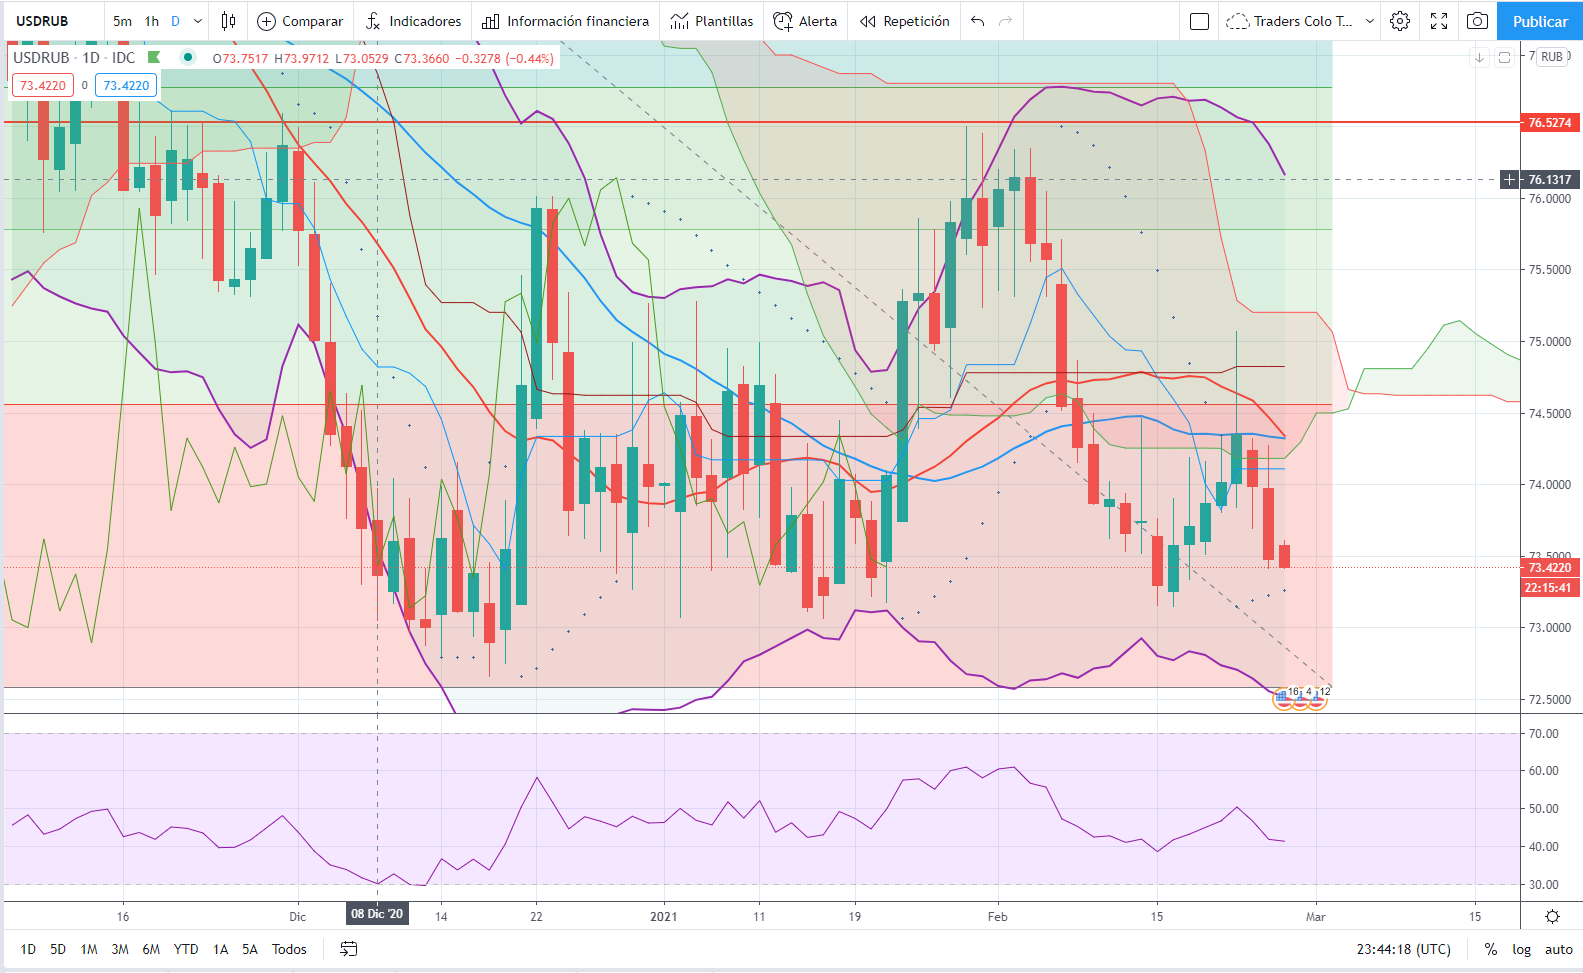 USDRUB 5m 1h D Comparar Indicadores Información financiera Plantillas Alerta Repetición Traders Colo T... Publicar
USDRUB · 1D · IDC O73.7517 H73.9712 L73.0529 C73.3660 −0.3278 (−0.44%)
RUB
73.4220 0 73.4220
76.5274
76.1317
76.0000
75.5000
75.0000
74.5000
74.0000
73.5000
73.4220
22:15:41
73.0000
16 4 12
72.5000
70.00
60.00
50.00
40.00
30.00
16 Dic 08 Dic '20 14 22 2021 11 19 Feb 15 Mar 15
1D 5D 1M 3M 6M YTD 1A 5A Todos 23:44:18 (UTC) % log auto